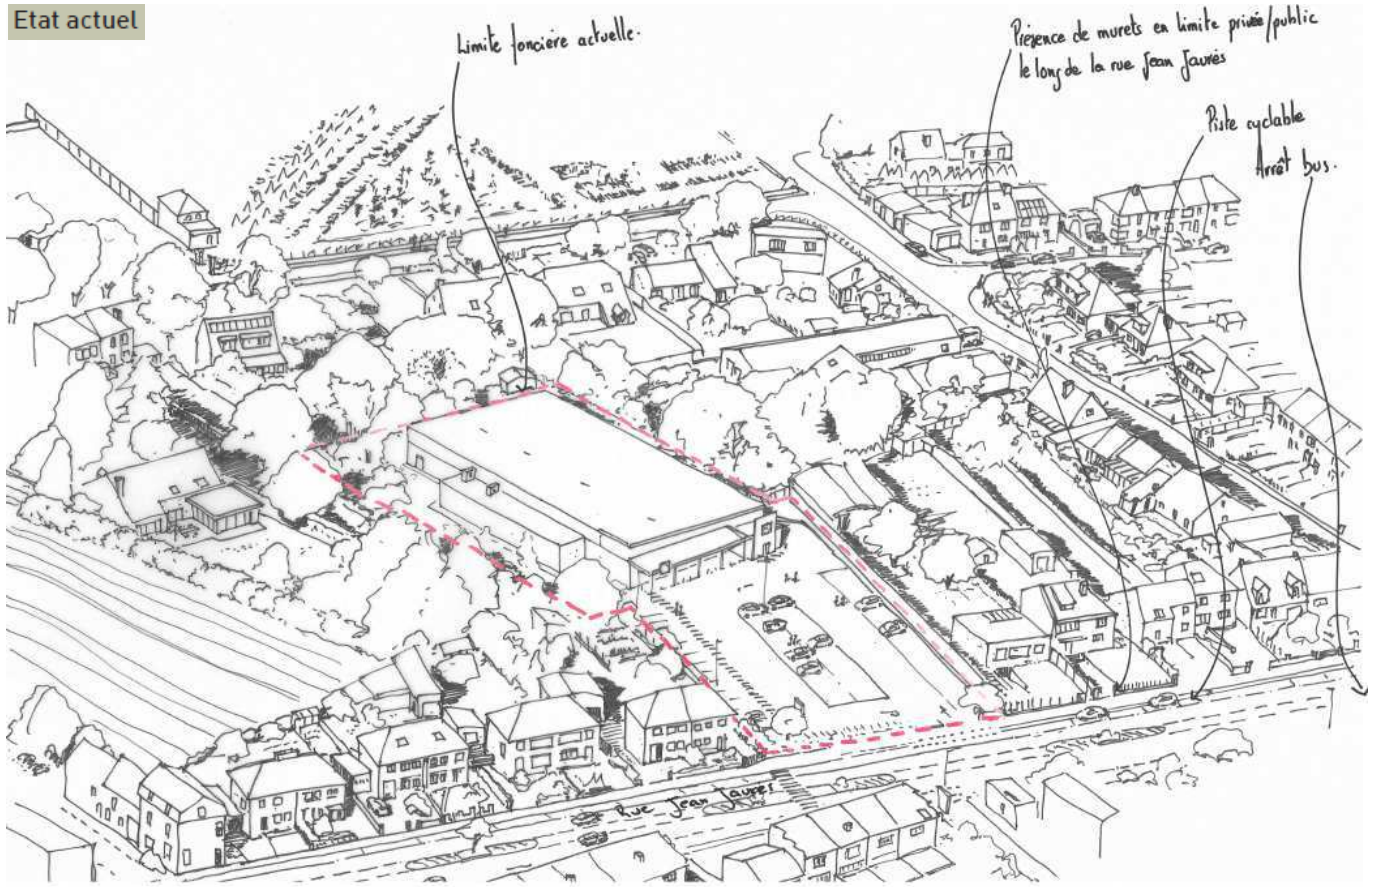 Etat actuel
Limite foncière actuelle.
Présence de murets en limite privée/public
le long de la rue Jean Jaurès
Piste cyclable
Arrêt bus.
Rue Jean Jaurès